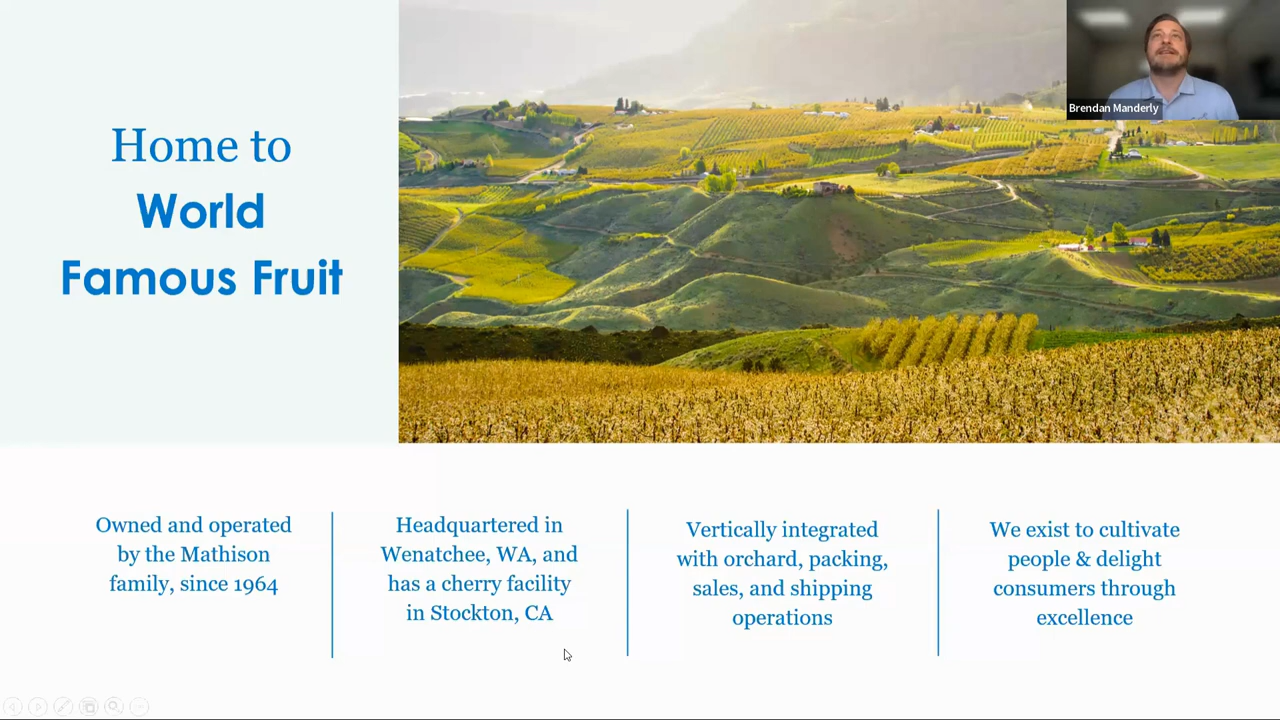 Home to
World
Famous Fruit
Brendan Manderly
Owned and operated
by the Mathison
family, since 1964
Headquartered in
Wenatchee, WA, and
has a cherry facility
in Stockton, CA
Vertically integrated
with orchard, packing,
sales, and shipping
operations
We exist to cultivate
people & delight
consumers through
excellence